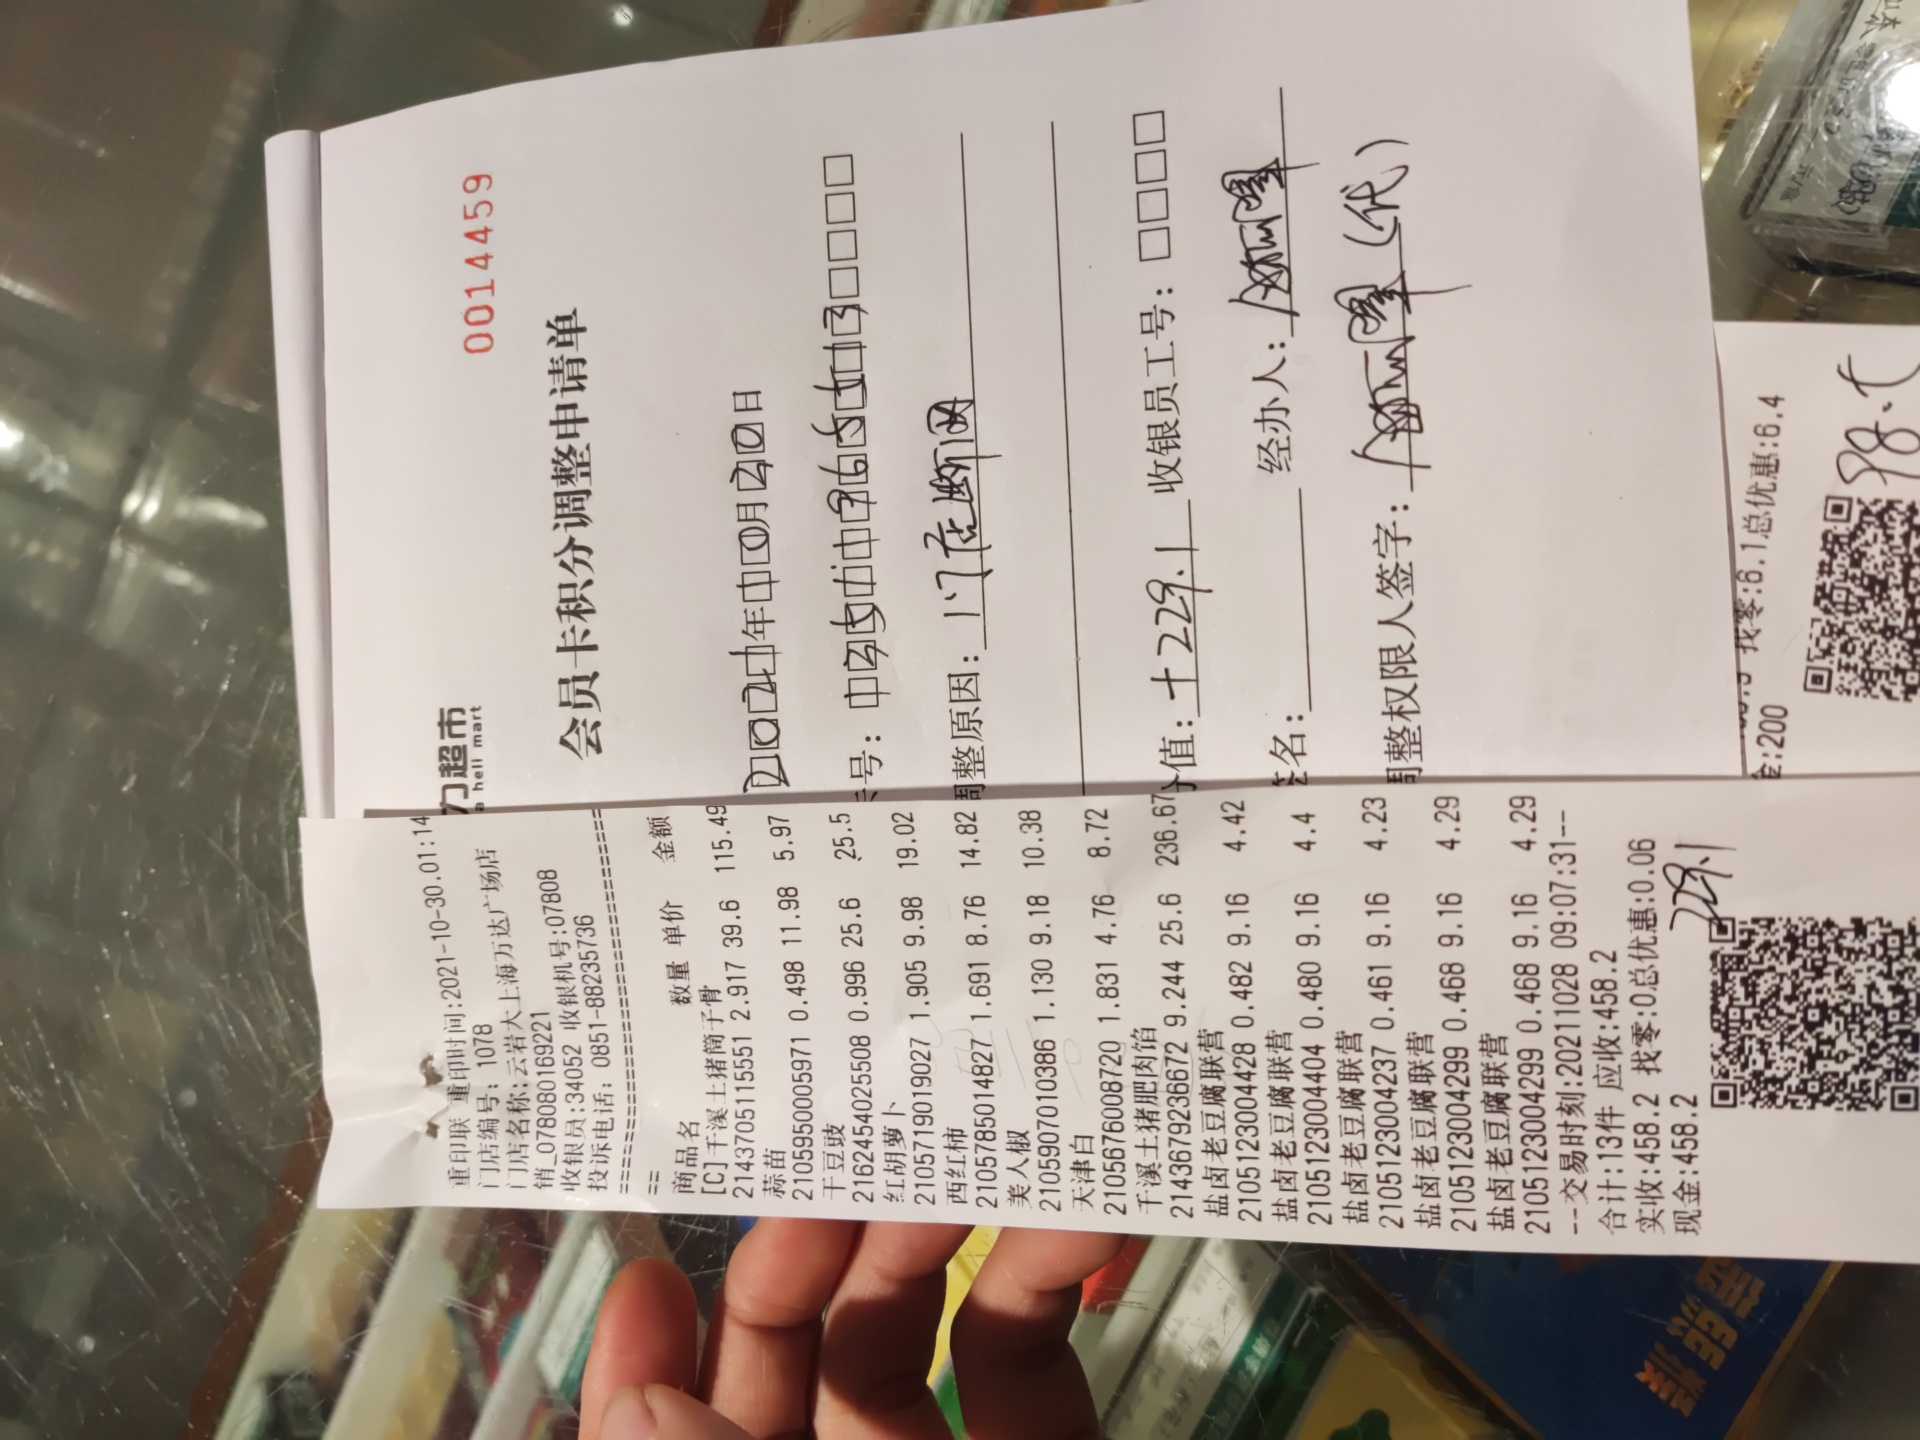 0014459
力超市
a hell mart
会员卡积分调整申请单
年 月 日
号:
调整原因: 门店断网
分值: +229.1 收银员工号:
签名: 经办人:
调整权限人签字: (代)
重印联 重印时间:2021-10-30.01:14
门店编号: 1078
门店名称:云岩大上海万达广场店
销_0780808169221
收银员:34052 收银机号:07808
投诉电话: 0851-88235736
==
商品名 数量 单价 金额
[C]千溪土猪筒子骨
2143705115551 2.917 39.6 115.49
蒜苗
2105950005971 0.498 11.98 5.97
干豆豉
2162454025508 0.996 25.6 25.5
红胡萝卜
2105719019027 1.905 9.98 19.02
西红柿
2105785014827 1.691 8.76 14.82
美人椒
2105907010386 1.130 9.18 10.38
天津白
2105676008720 1.831 4.76 8.72
千溪土猪肥肉馅
2143679236672 9.244 25.6 236.67
盐卤老豆腐联营
2105123004428 0.482 9.16 4.42
盐卤老豆腐联营
2105123004404 0.480 9.16 4.4
盐卤老豆腐联营
2105123004237 0.461 9.16 4.23
盐卤老豆腐联营
2105123004299 0.468 9.16 4.29
盐卤老豆腐联营
2105123004299 0.468 9.16 4.29
--交易时刻:20211028 09:07:31--
合计:13件 应收:458.2
实收:458.2 找零:0总优惠:0.06
现金:458.2
229.1
找零:6.1总优惠:6.4
:200